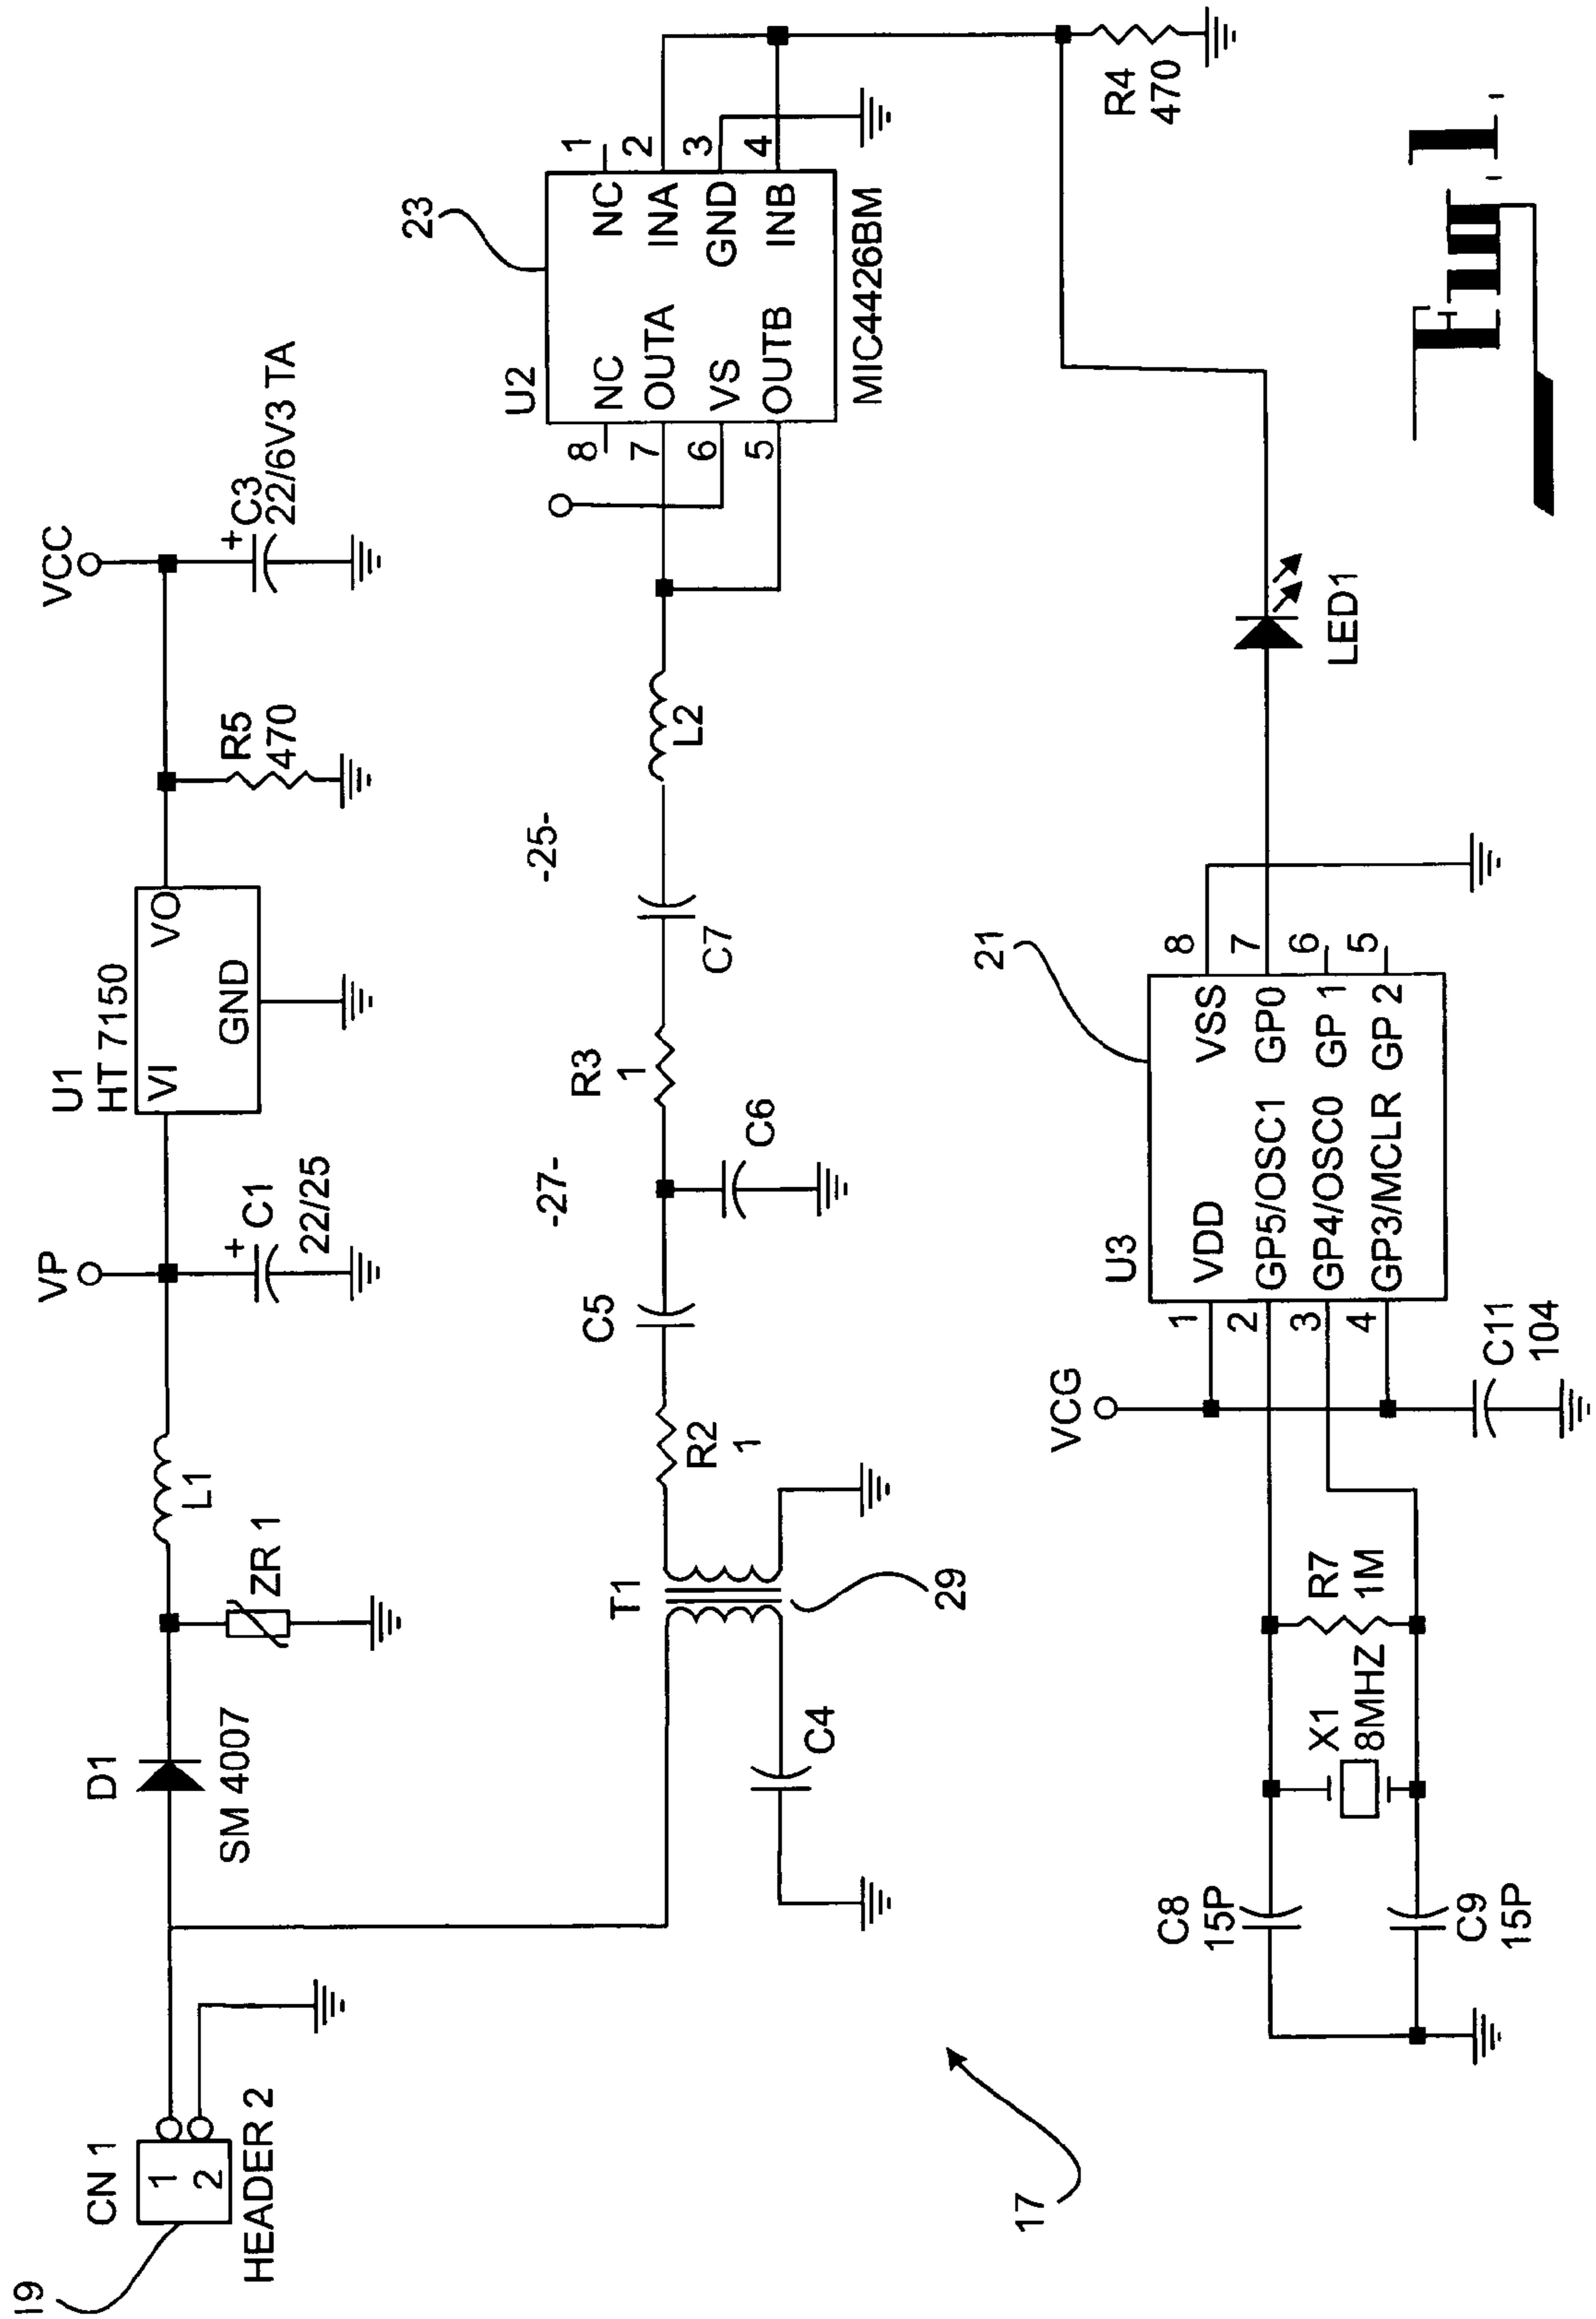 CN 1
1
2
HEADER 2
19
D1
SM 4007
ZR 1
L1
VP
+
C1
22/25
U1
HT 7150
VI
VO
GND
R5
470
VCC
+
C3
22/6V3 TA
T1
29
C4
R2
1
C5
-27-
C6
R3
1
C7
-25-
L2
U2
23
8
7
6
5
NC
OUTA
VS
OUTB
NC
INA
GND
INB
1
2
3
4
MIC4426BM
R4
470
17
C8
15P
C9
15P
X1
8MHZ
R7
1M
VCG
C11
104
U3
21
1
2
3
4
VDD
GP5/OSC1
GP4/OSC0
GP3/MCLR
VSS
GP0
GP 1
GP 2
8
7
6
5
LED1